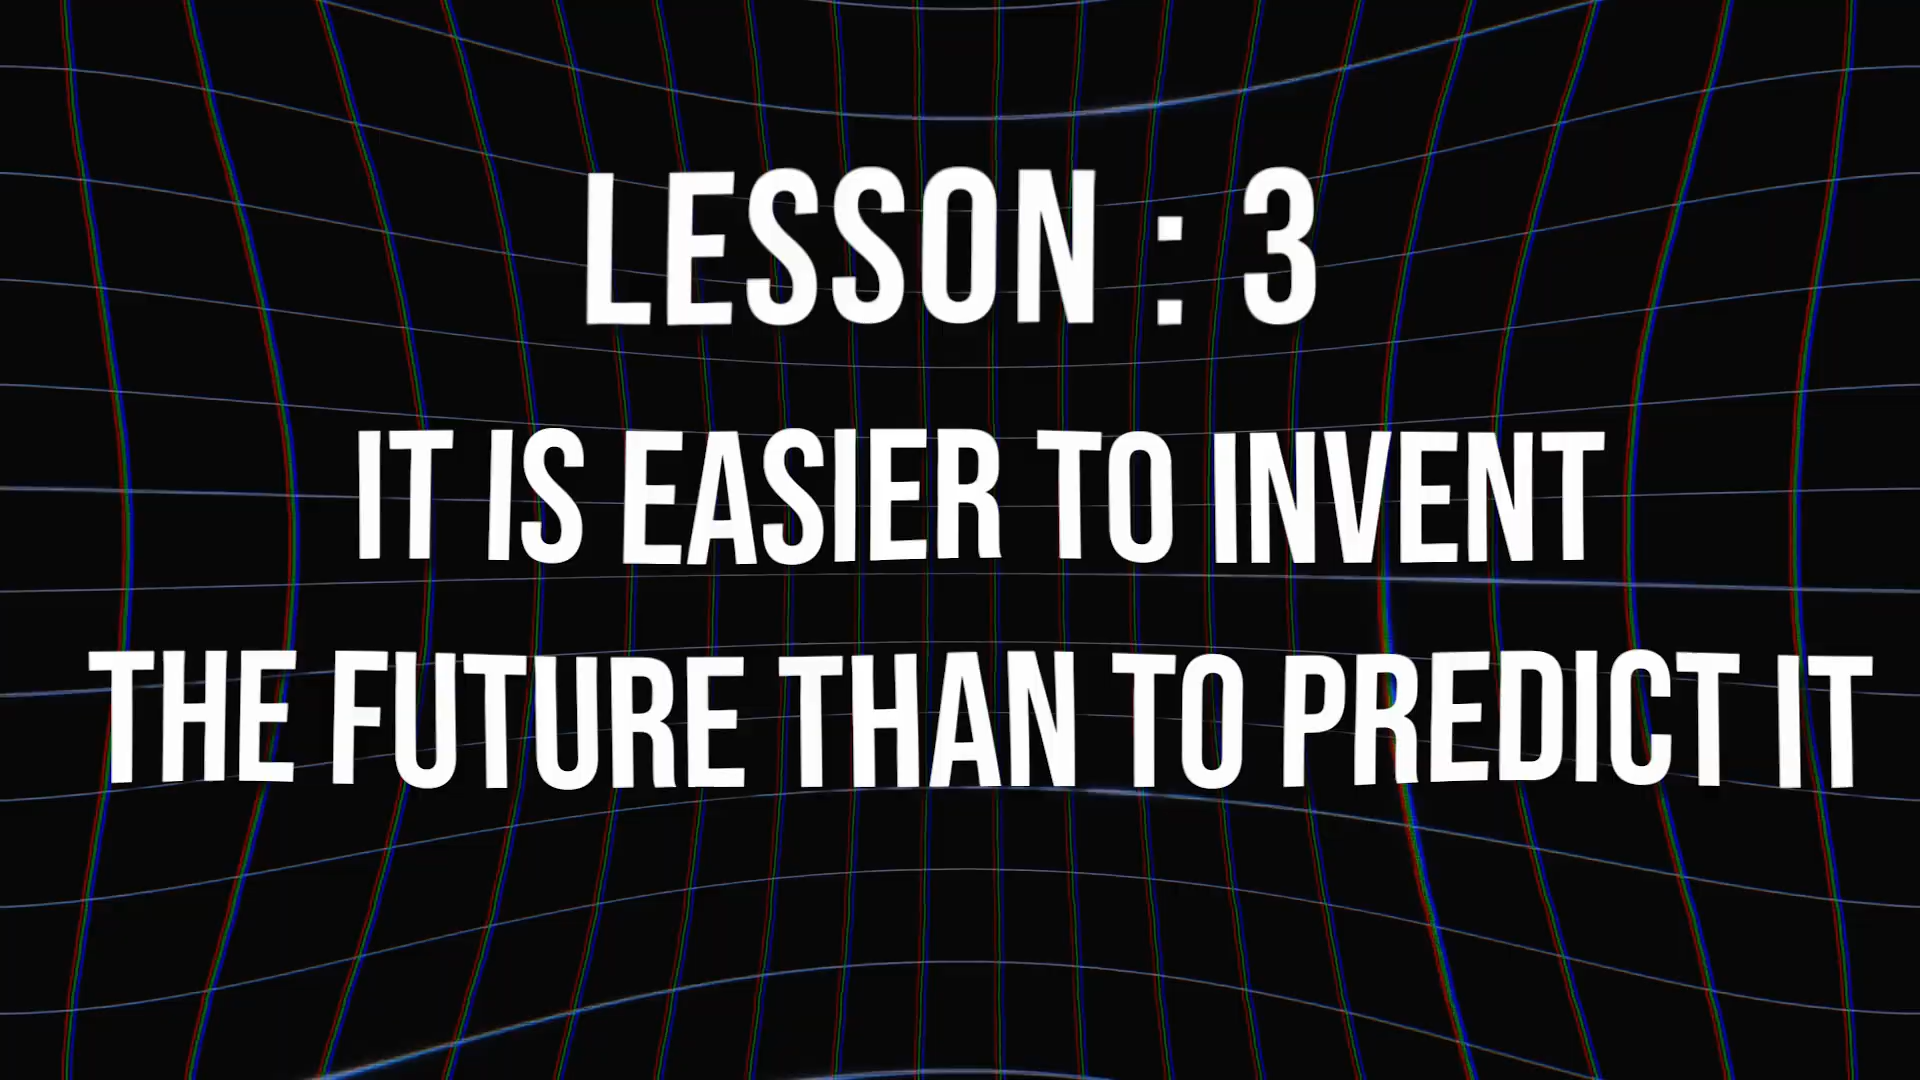 LESSON : 3
IT IS EASIER TO INVENT
THE FUTURE THAN TO PREDICT IT